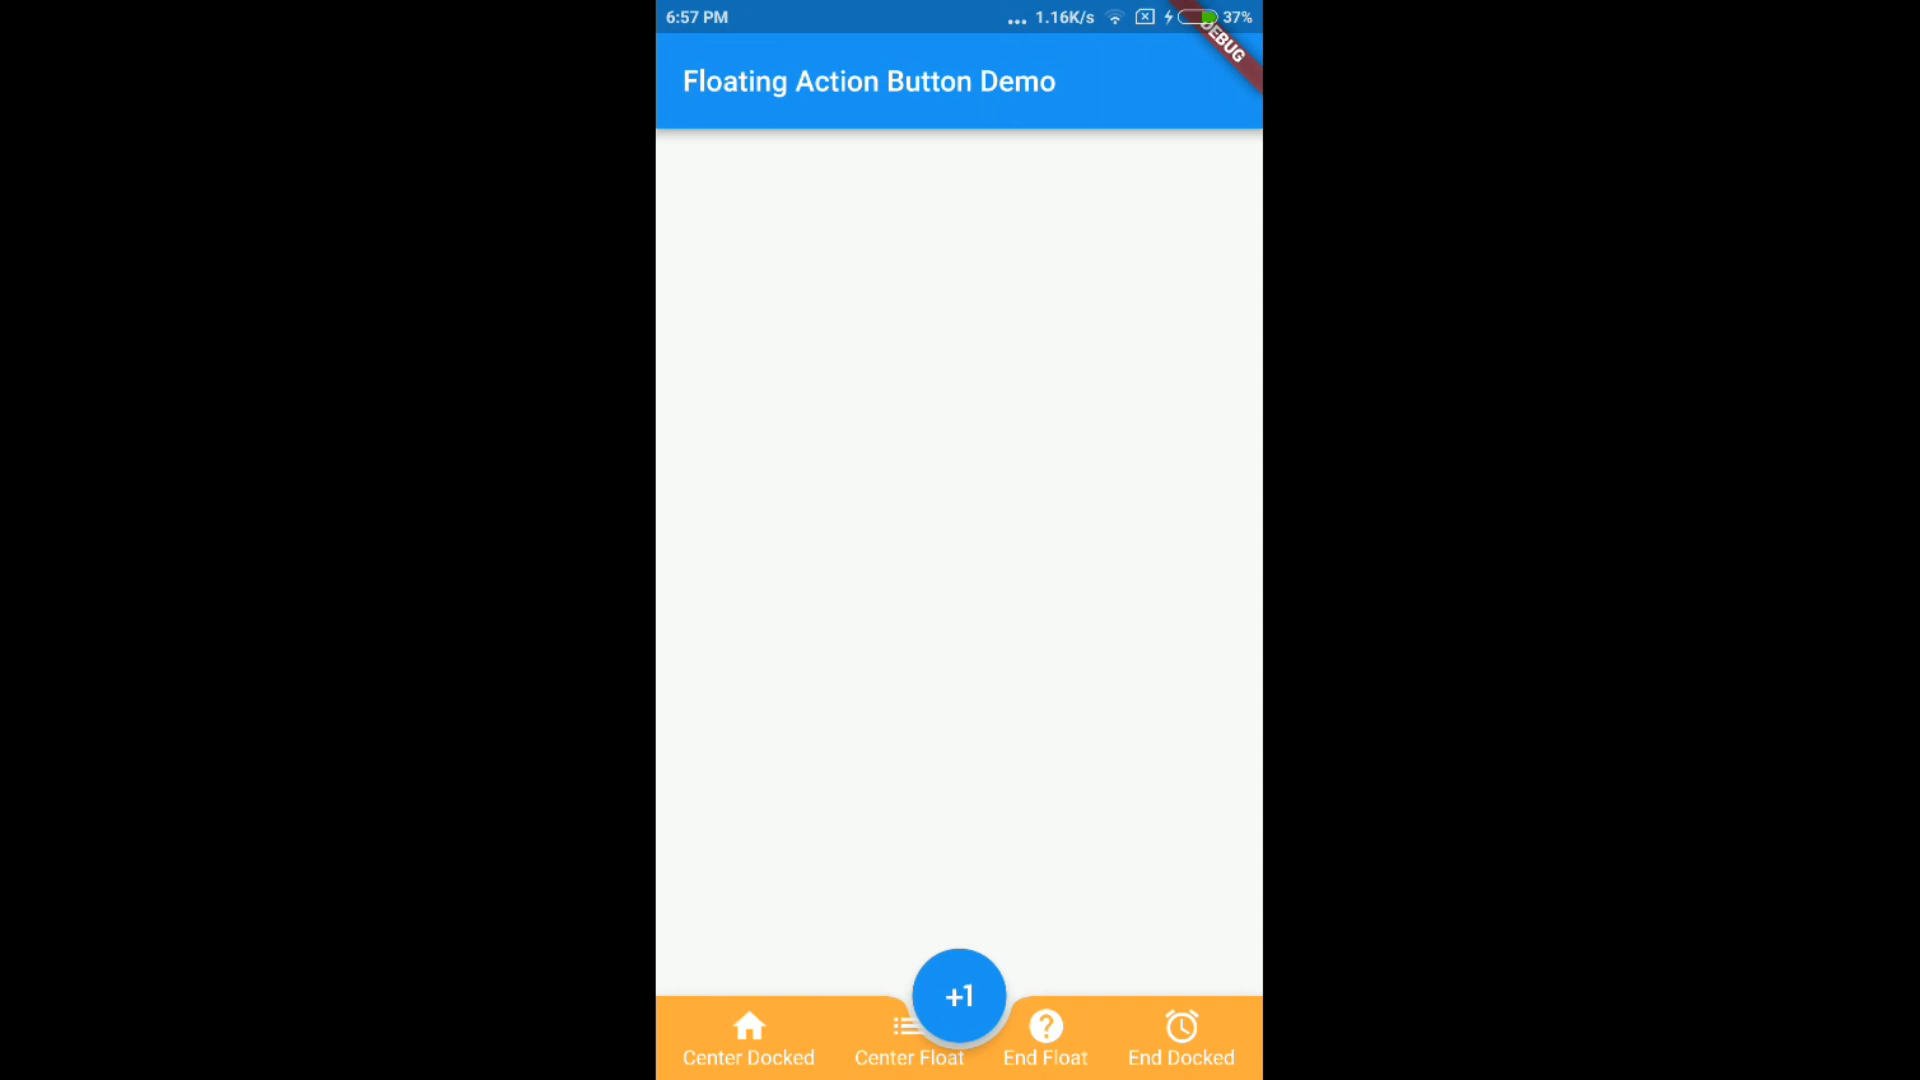 6:57 PM ... 1.16K/s 37%
DEBUG
Floating Action Button Demo
+1
Center Docked Center Float End Float End Docked